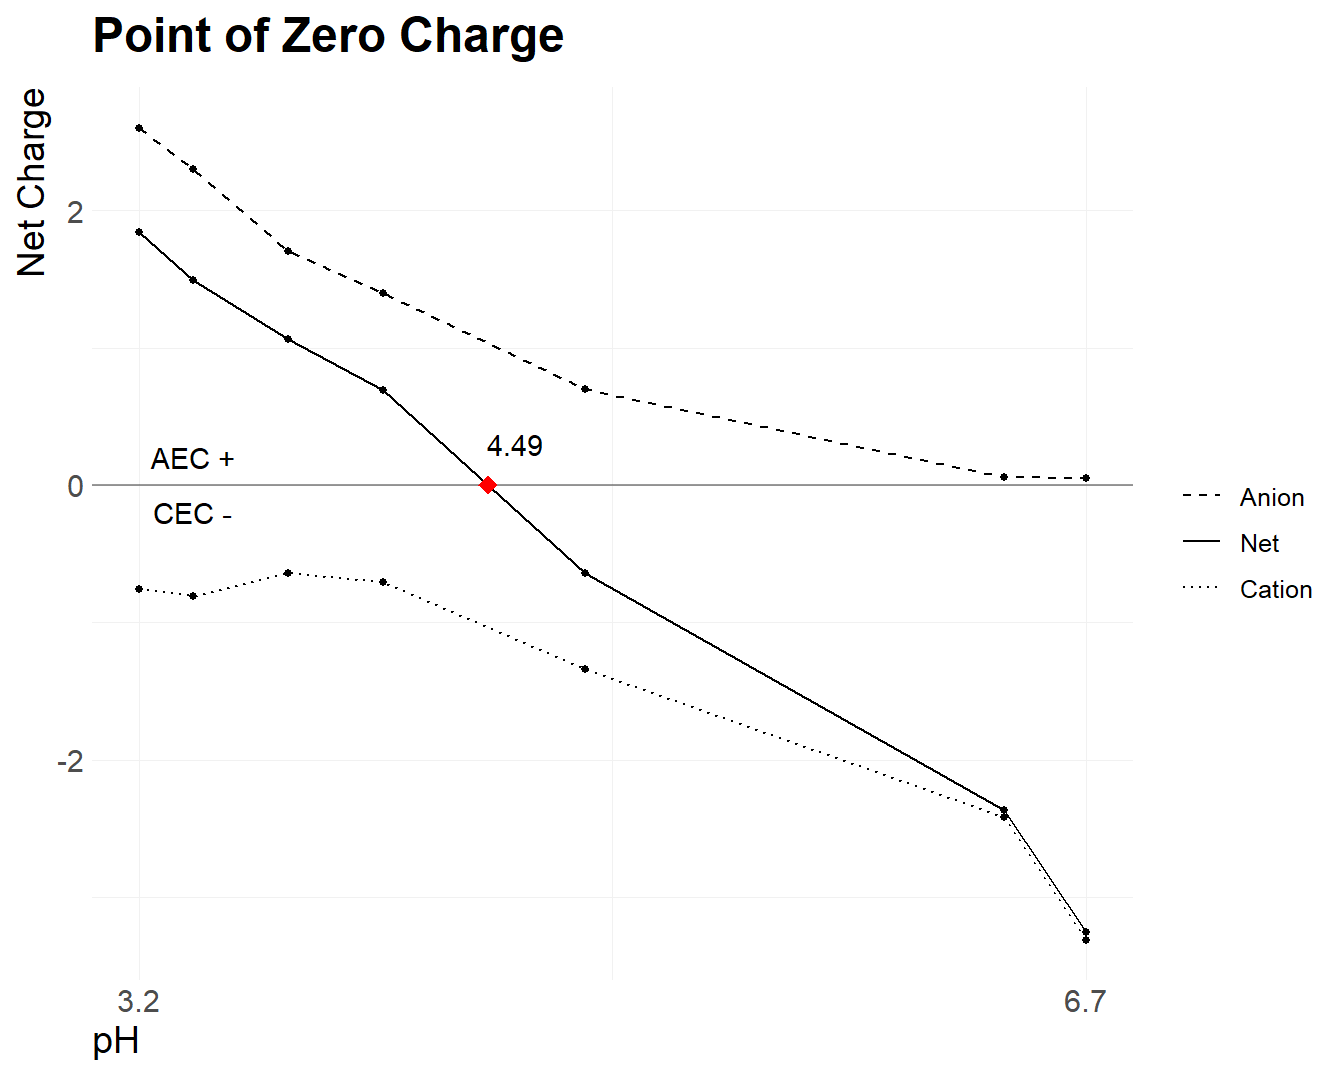 Point of Zero Charge
Net Charge
2
0
-2
AEC +
CEC -
4.49
3.2
6.7
pH
Anion
Net
Cation